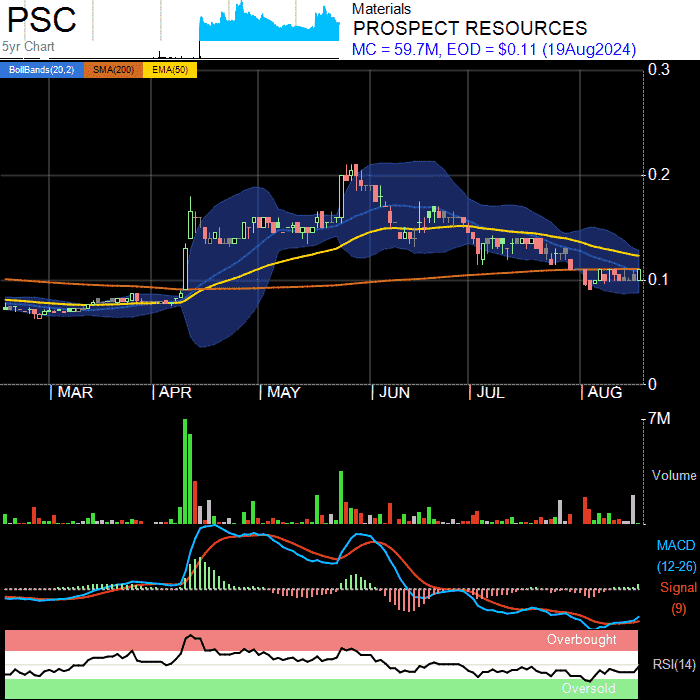 PSC
5yr Chart
Materials
PROSPECT RESOURCES
MC = 59.7M, EOD = $0.11 (19Aug2024)
BollBands(20,2) SMA(200) EMA(50)
0.3
0.2
0.1
0
MAR APR MAY JUN JUL AUG
7M
Volume
MACD
(12-26)
Signal
(9)
Overbought
RSI(14)
Oversold